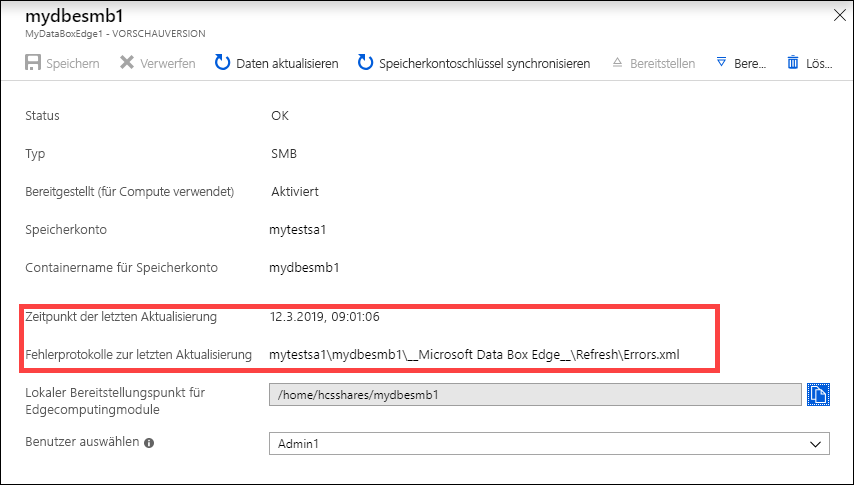 mydbesmb1
MyDataBoxEdge1 - VORSCHAUVERSION
Speichern Verwerfen Daten aktualisieren Speicherkontoschlüssel synchronisieren Bereitstellen Bere... Lös...
Status OK
Typ SMB
Bereitgestellt (für Compute verwendet) Aktiviert
Speicherkonto mytestsa1
Containername für Speicherkonto mydbesmb1
Zeitpunkt der letzten Aktualisierung 12.3.2019, 09:01:06
Fehlerprotokolle zur letzten Aktualisierung mytestsa1\mydbesmb1\__Microsoft Data Box Edge__\Refresh\Errors.xml
Lokaler Bereitstellungspunkt für /home/hcsshares/mydbesmb1
Edgecomputingmodule
Benutzer auswählen Admin1